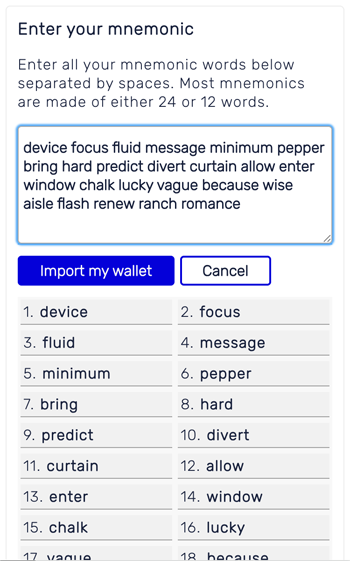 Enter your mnemonic
Enter all your mnemonic words below
separated by spaces. Most mnemonics
are made of either 24 or 12 words.
device focus fluid message minimum pepper
bring hard predict divert curtain allow enter
window chalk lucky vague because wise
aisle flash renew ranch romance
Import my wallet Cancel
1. device 2. focus
3. fluid 4. message
5. minimum 6. pepper
7. bring 8. hard
9. predict 10. divert
11. curtain 12. allow
13. enter 14. window
15. chalk 16. lucky
17. vague 18. because